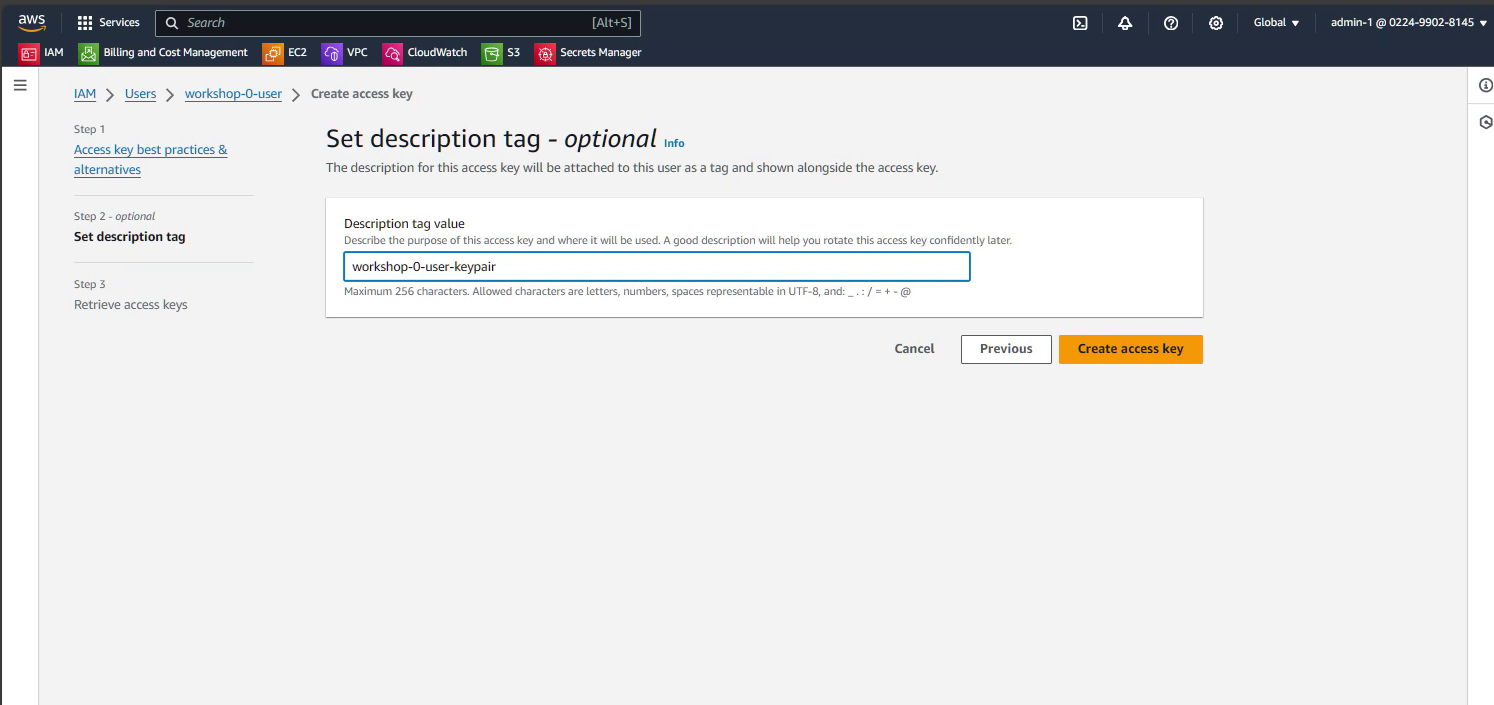 aws
Services
Search
[Alt+S]
Global
admin-1 @ 0224-9902-8145
IAM
Billing and Cost Management
EC2
VPC
CloudWatch
S3
Secrets Manager
IAM
Users
workshop-0-user
Create access key
Step 1
Access key best practices &
alternatives
Step 2 - optional
Set description tag
Step 3
Retrieve access keys
Set description tag - optional Info
The description for this access key will be attached to this user as a tag and shown alongside the access key.
Description tag value
Describe the purpose of this access key and where it will be used. A good description will help you rotate this access key confidently later.
workshop-0-user-keypair
Maximum 256 characters. Allowed characters are letters, numbers, spaces representable in UTF-8, and: _ . : / = + - @
Cancel
Previous
Create access key